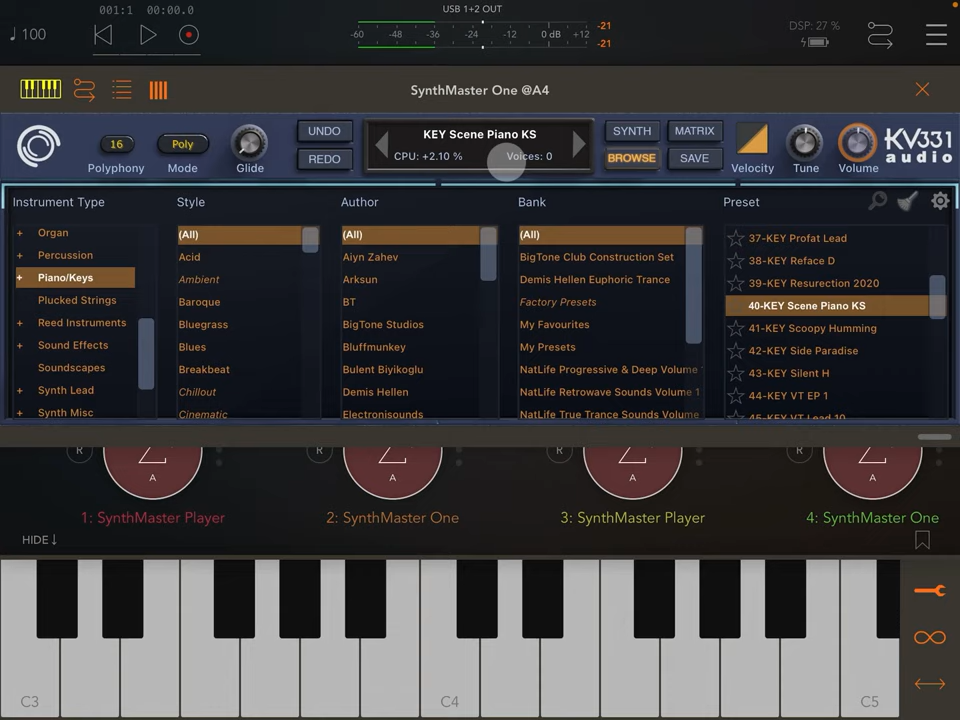 001:1 00:00.0
USB 1+2 OUT
100
-60 -48 -36 -24 -12 0 dB +12
-21
-21
DSP: 27 %
SynthMaster One @A4
16
Polyphony
Poly
Mode
Glide
UNDO
REDO
KEY Scene Piano KS
CPU: +2.10 % Voices: 0
SYNTH
MATRIX
BROWSE
SAVE
Velocity
Tune
Volume
KV331
audio
Instrument Type
+ Organ
+ Percussion
+ Piano/Keys
Plucked Strings
+ Reed Instruments
+ Sound Effects
Soundscapes
+ Synth Lead
+ Synth Misc
Style
(All)
Acid
Ambient
Baroque
Bluegrass
Blues
Breakbeat
Chillout
Cinematic
Author
(All)
Aiyn Zahev
Arksun
BT
BigTone Studios
Bluffmunkey
Bulent Biyikoglu
Demis Hellen
Electronisounds
Bank
(All)
BigTone Club Construction Set
Demis Hellen Euphoric Trance
Factory Presets
My Favourites
My Presets
NatLife Progressive & Deep Volume
NatLife Retrowave Sounds Volume 1
NatLife True Trance Sounds Volume
Preset
37-KEY Profat Lead
38-KEY Reface D
39-KEY Resurection 2020
40-KEY Scene Piano KS
41-KEY Scoopy Humming
42-KEY Side Paradise
43-KEY Silent H
44-KEY VT EP 1
45-KEY VT Lead 10
R
A
R
A
R
A
R
A
1: SynthMaster Player
2: SynthMaster One
3: SynthMaster Player
4: SynthMaster One
HIDE↓
C3
C4
C5